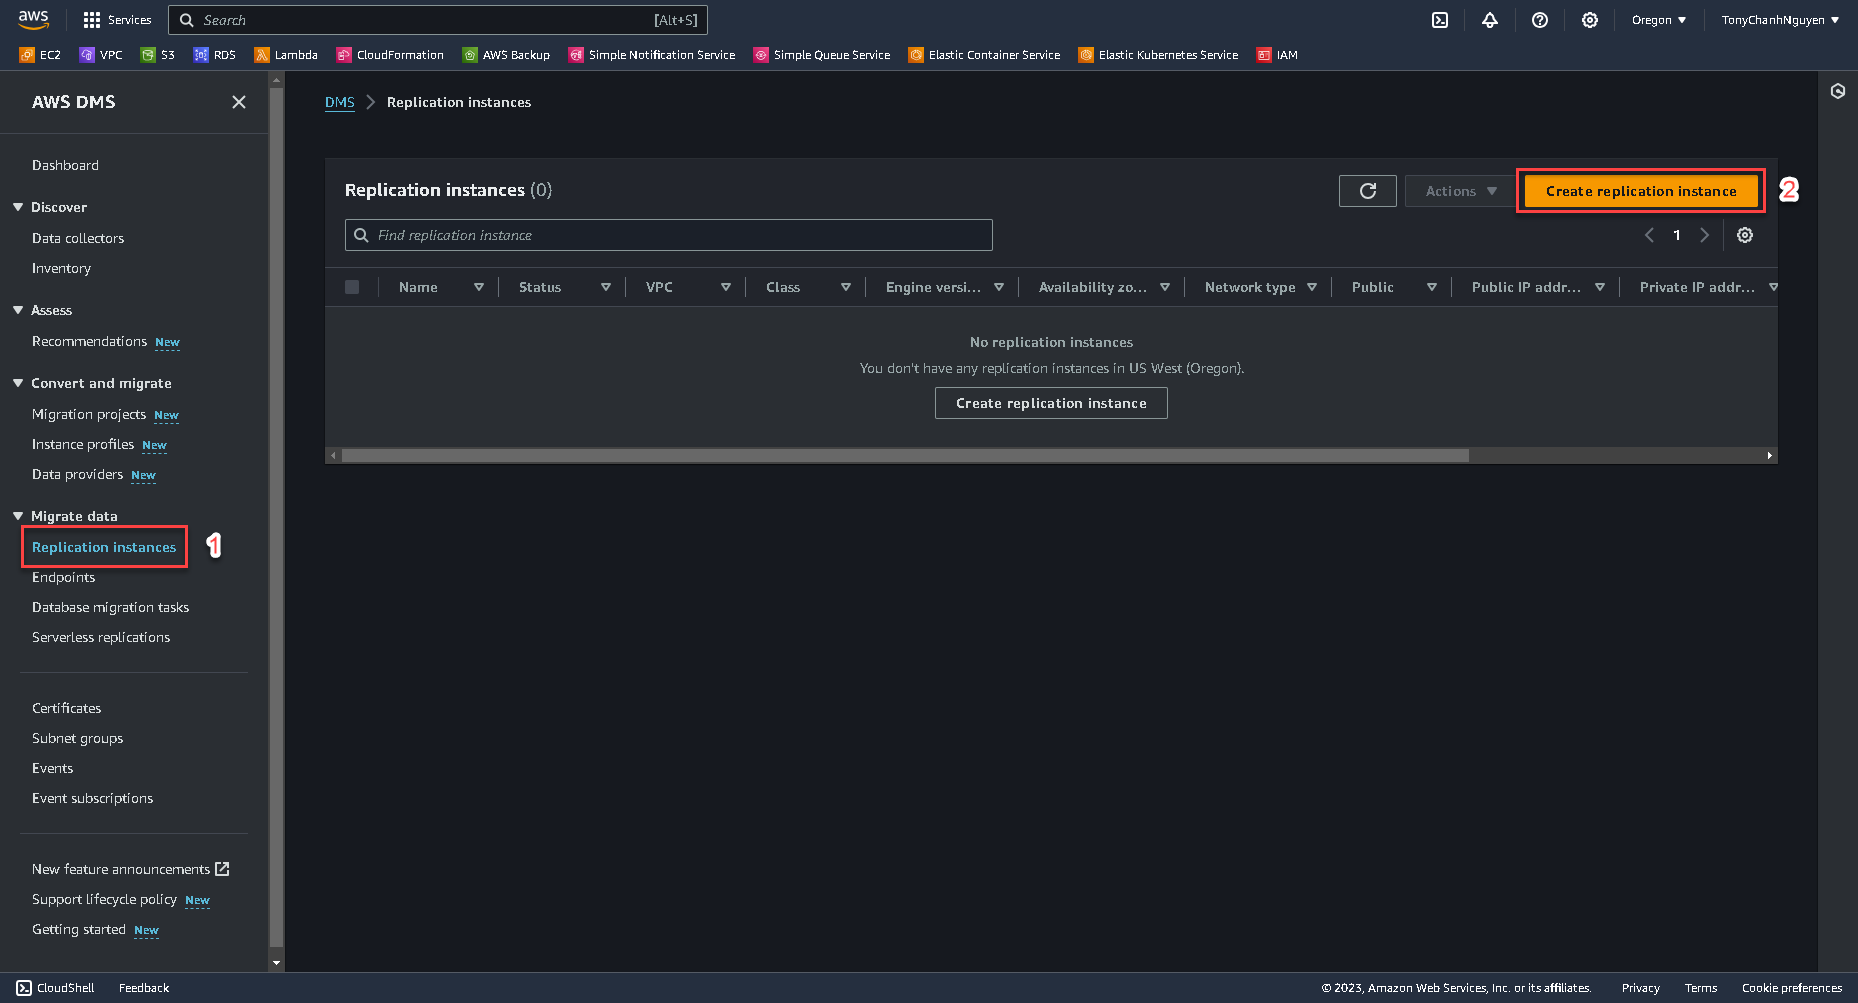 aws
Services
Search
[Alt+S]
Oregon
TonyChanhNguyen
EC2
VPC
S3
RDS
Lambda
CloudFormation
AWS Backup
Simple Notification Service
Simple Queue Service
Elastic Container Service
Elastic Kubernetes Service
IAM
AWS DMS
Dashboard
Discover
Data collectors
Inventory
Assess
Recommendations New
Convert and migrate
Migration projects New
Instance profiles New
Data providers New
Migrate data
Replication instances
1
Endpoints
Database migration tasks
Serverless replications
Certificates
Subnet groups
Events
Event subscriptions
New feature announcements
Support lifecycle policy New
Getting started New
DMS
Replication instances
Replication instances (0)
Actions
Create replication instance
2
Find replication instance
1
Name
Status
VPC
Class
Engine versi...
Availability zo...
Network type
Public
Public IP addr...
Private IP addr...
No replication instances
You don't have any replication instances in US West (Oregon).
Create replication instance
CloudShell
Feedback
© 2023, Amazon Web Services, Inc. or its affiliates.
Privacy
Terms
Cookie preferences